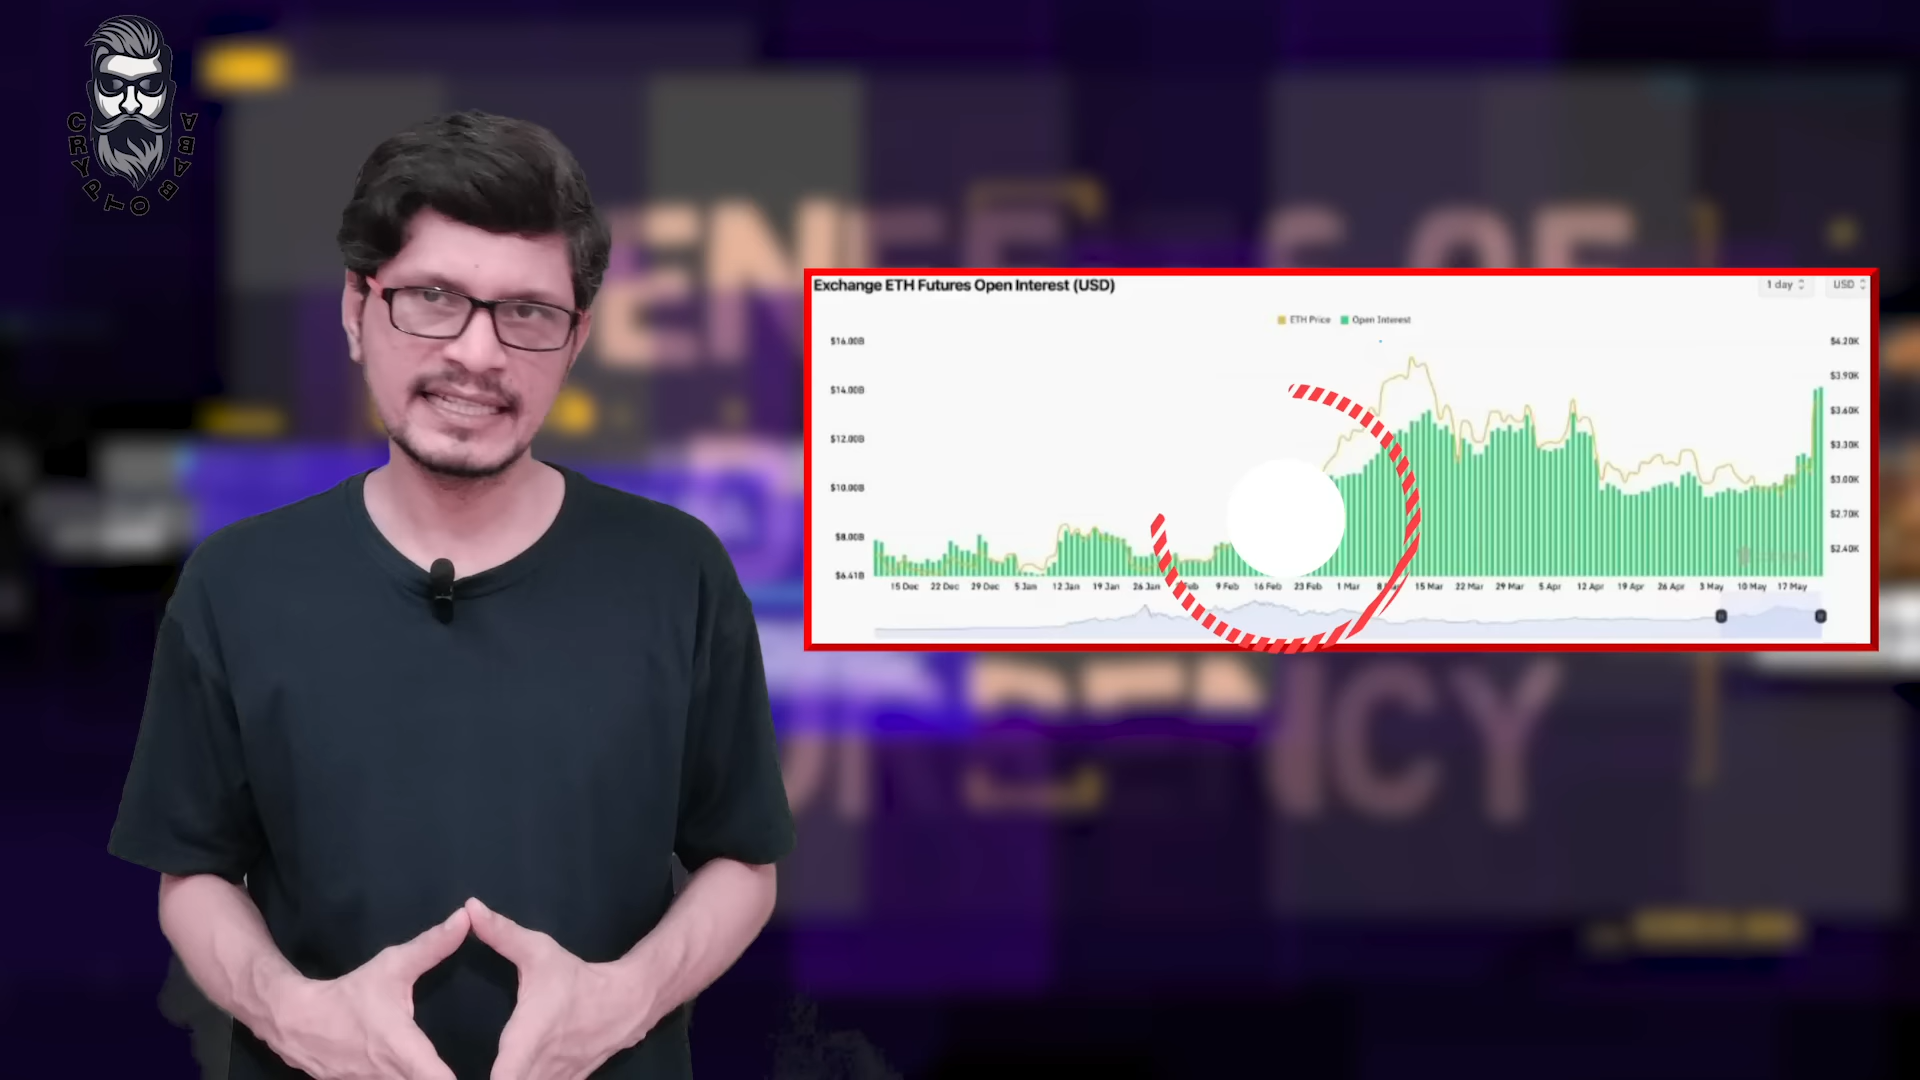 CRYPTO BABA
Exchange ETH Futures Open Interest (USD)
1 day
USD
ETH Price
Open Interest
$16.00B
$14.00B
$12.00B
$10.00B
$8.00B
$6.41B
$4.20K
$3.90K
$3.60K
$3.30K
$3.00K
$2.70K
$2.40K
15 Dec 22 Dec 29 Dec 5 Jan 12 Jan 19 Jan 26 Jan Feb 9 Feb 16 Feb 23 Feb 1 Mar 8 15 Mar 22 Mar 29 Mar 5 Apr 12 Apr 19 Apr 26 Apr 3 May 10 May 17 May
OF
CY